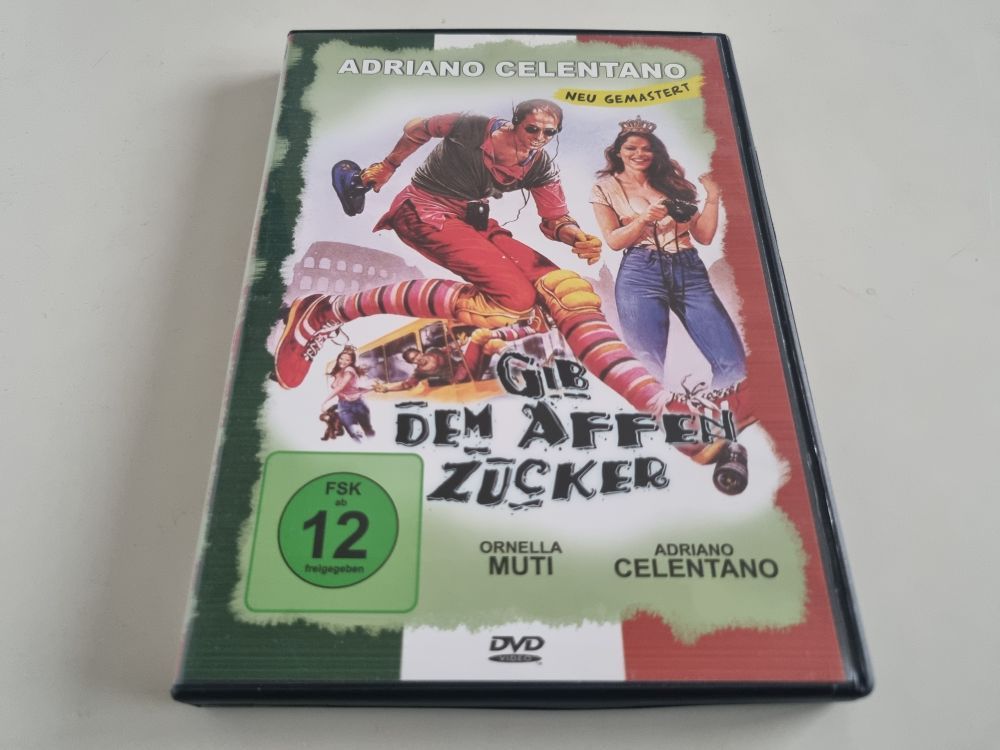 ADRIANO CELENTANO
NEU GEMASTERT
GIB
DEM AFFEN
ZUCKER
FSK
ab
12
freigegeben
ORNELLA
MUTI
ADRIANO
CELENTANO
DVD
VIDEO